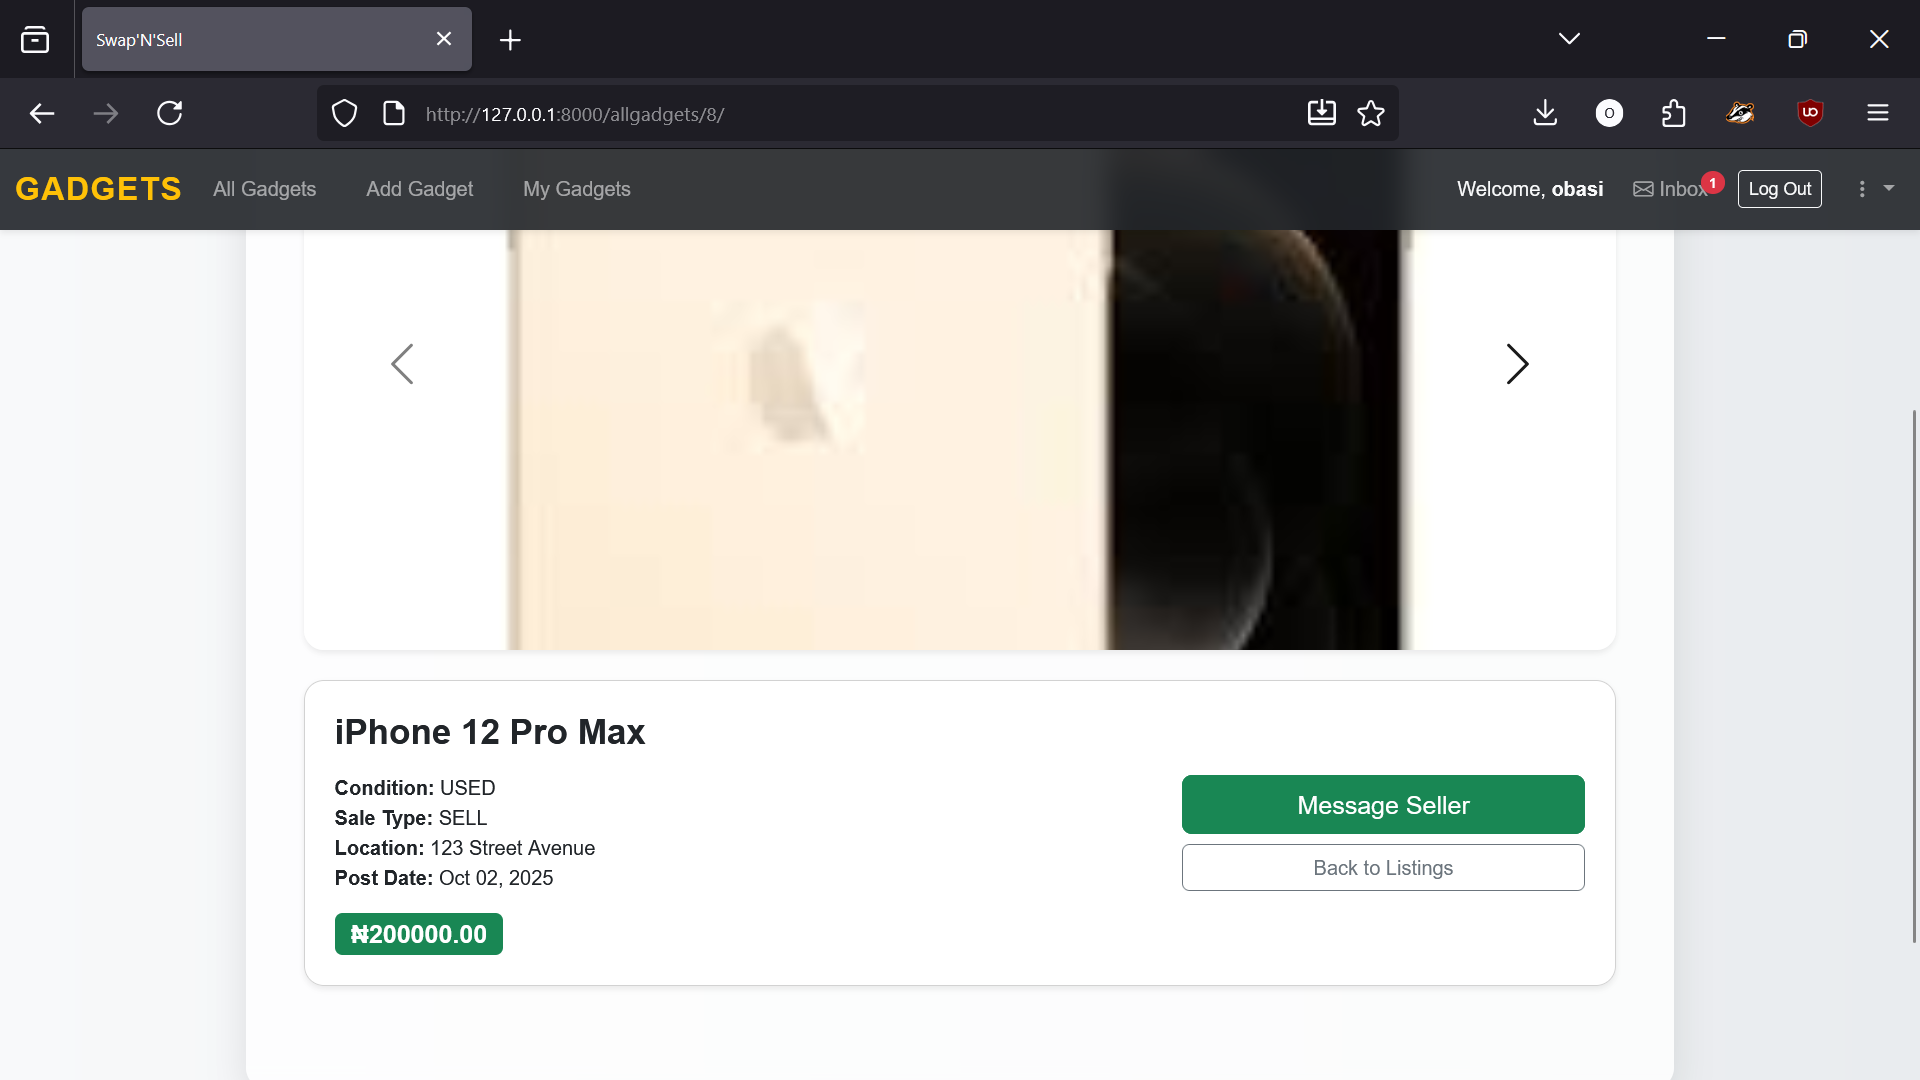 Swap'N'Sell
http://127.0.0.1:8000/allgadgets/8/
GADGETS All Gadgets Add Gadget My Gadgets Welcome, obasi Inbox 1 Log Out
iPhone 12 Pro Max
Condition: USED
Sale Type: SELL
Location: 123 Street Avenue
Post Date: Oct 02, 2025
₦200000.00
Message Seller
Back to Listings